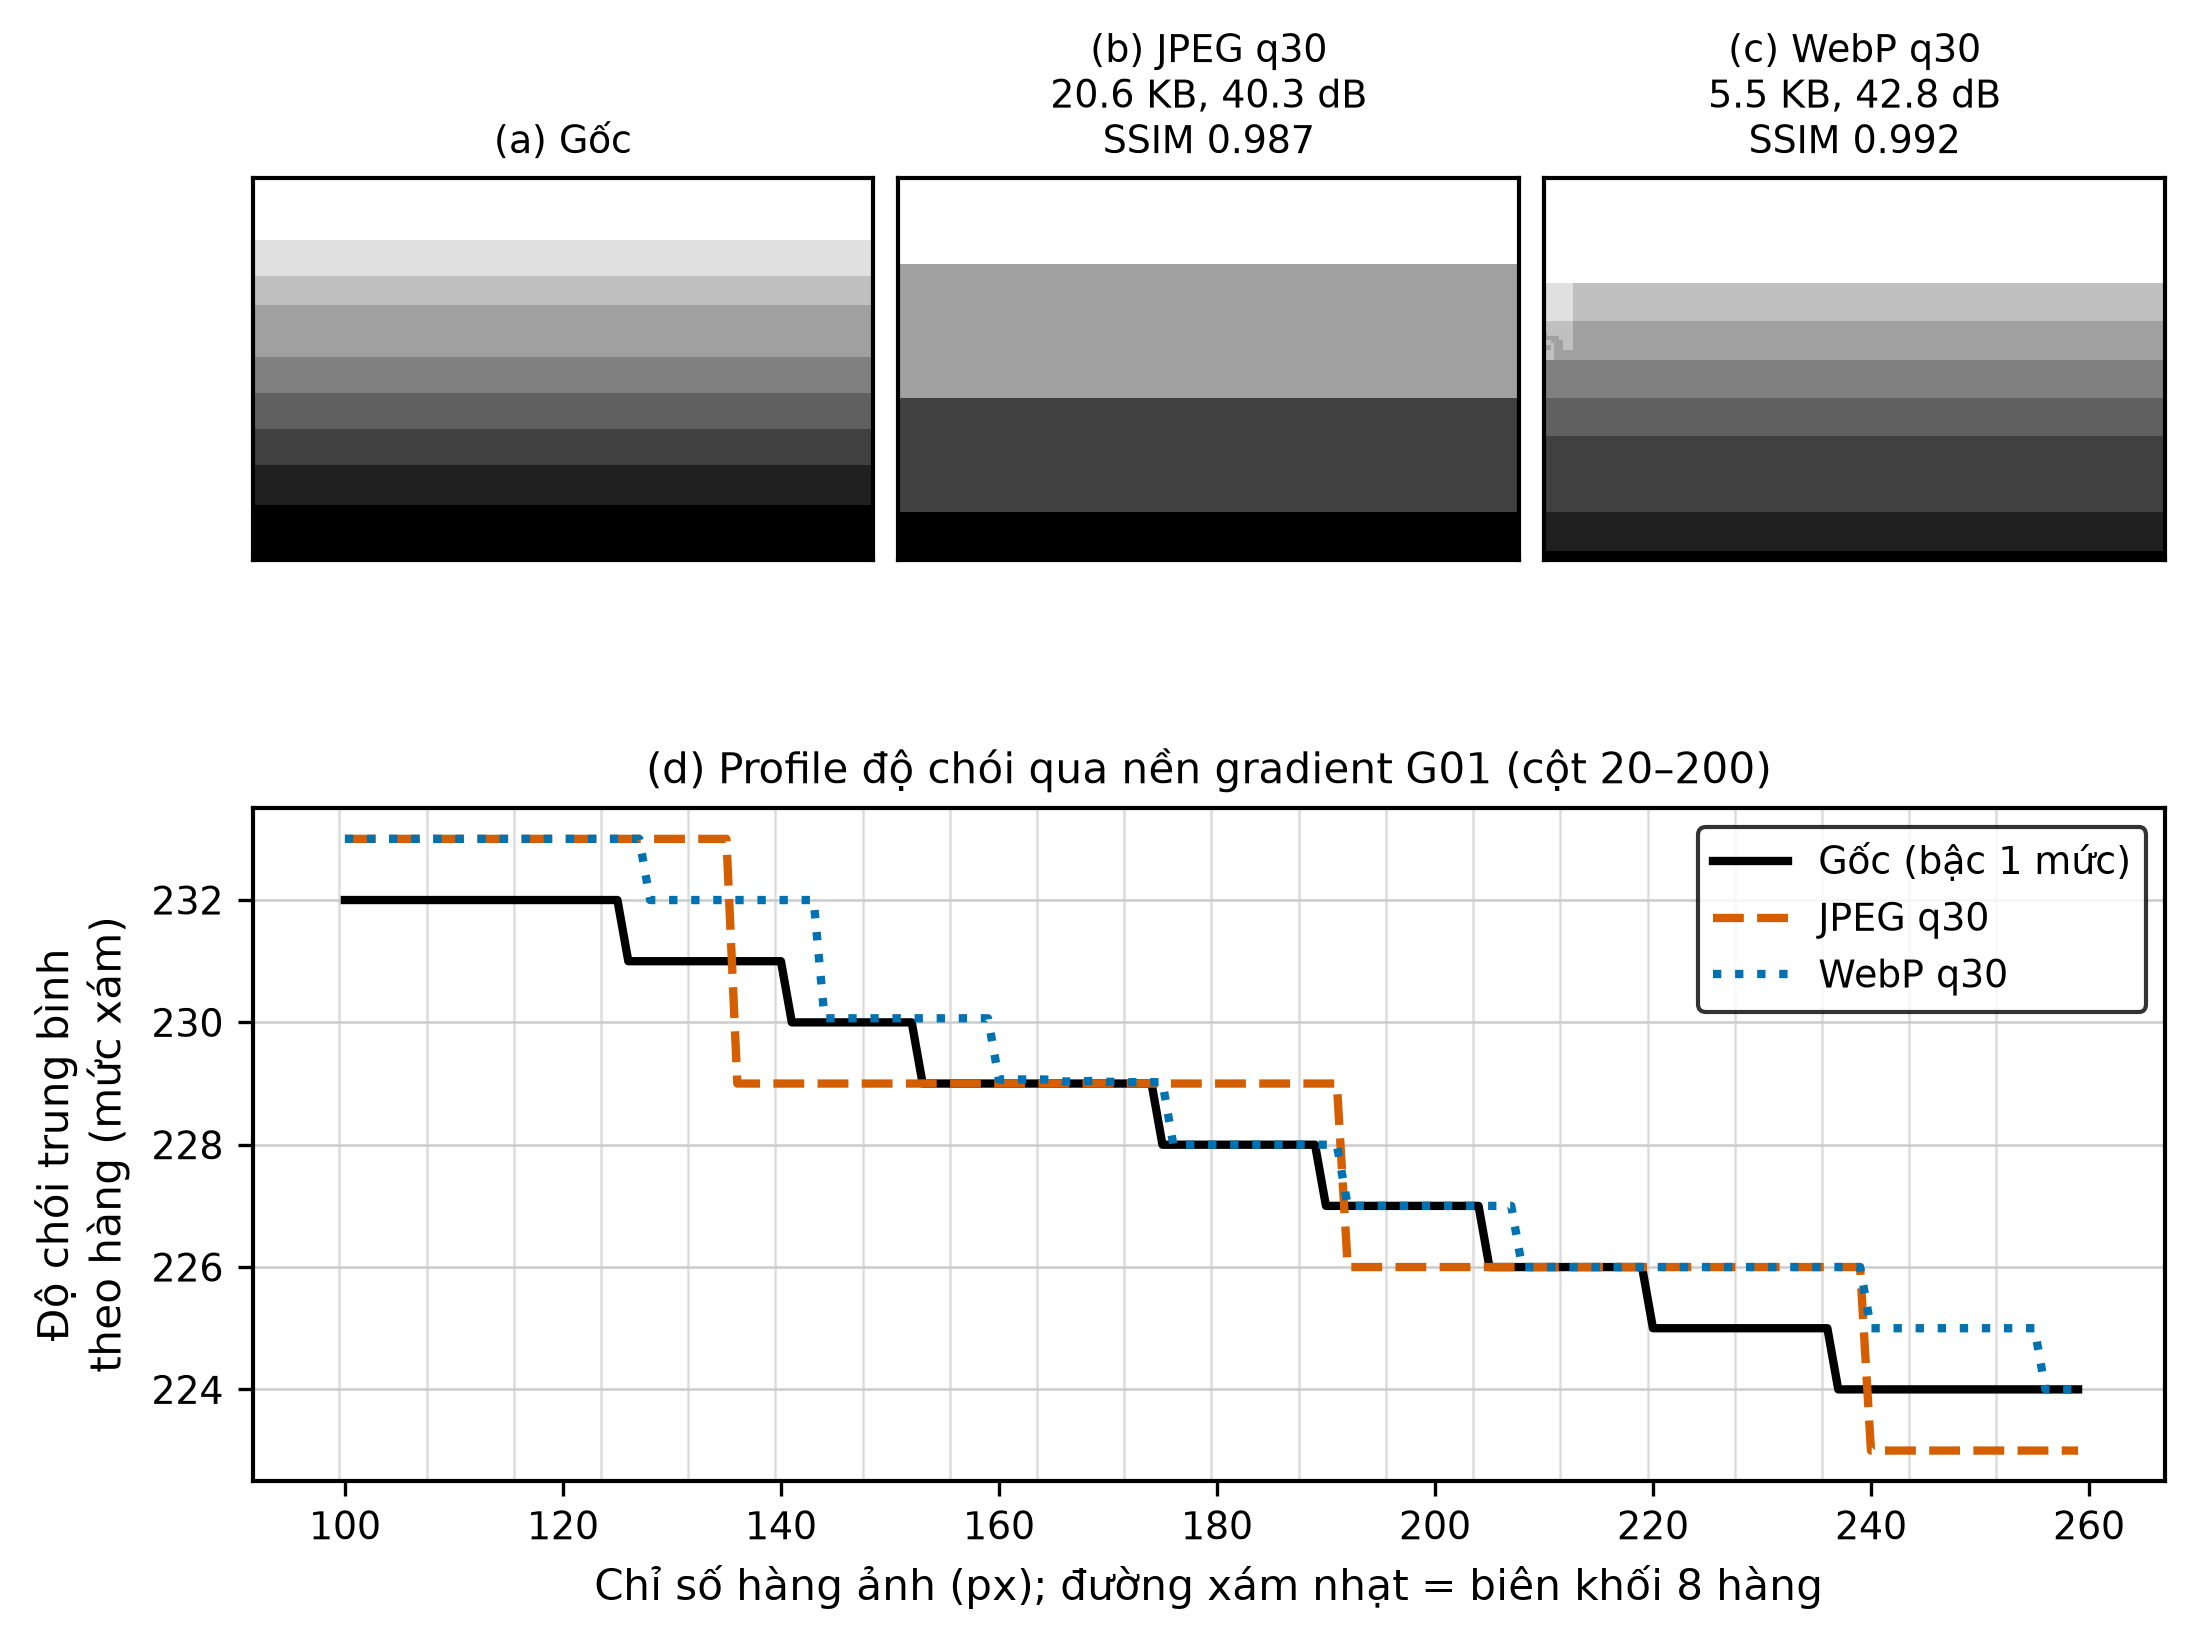 (a) Gốc
(b) JPEG q30
20.6 KB, 40.3 dB
SSIM 0.987
(c) WebP q30
5.5 KB, 42.8 dB
SSIM 0.992
(d) Profile độ chói qua nền gradient G01 (cột 20–200)
Độ chói trung bình
theo hàng (mức xám)
232
230
228
226
224
Gốc (bậc 1 mức)
JPEG q30
WebP q30
100 120 140 160 180 200 220 240 260
Chỉ số hàng ảnh (px); đường xám nhạt = biên khối 8 hàng